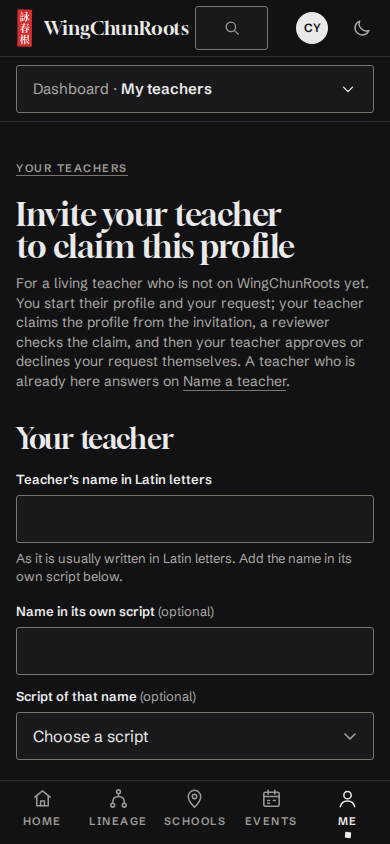 詠春根
WingChunRoots
CY
Dashboard · My teachers
YOUR TEACHERS
Invite your teacher
to claim this profile
For a living teacher who is not on WingChunRoots yet.
You start their profile and your request; your teacher
claims the profile from the invitation, a reviewer
checks the claim, and then your teacher approves or
declines your request themselves. A teacher who is
already here answers on Name a teacher.
Your teacher
Teacher’s name in Latin letters
As it is usually written in Latin letters. Add the name in its
own script below.
Name in its own script (optional)
Script of that name (optional)
Choose a script
HOME
LINEAGE
SCHOOLS
EVENTS
ME